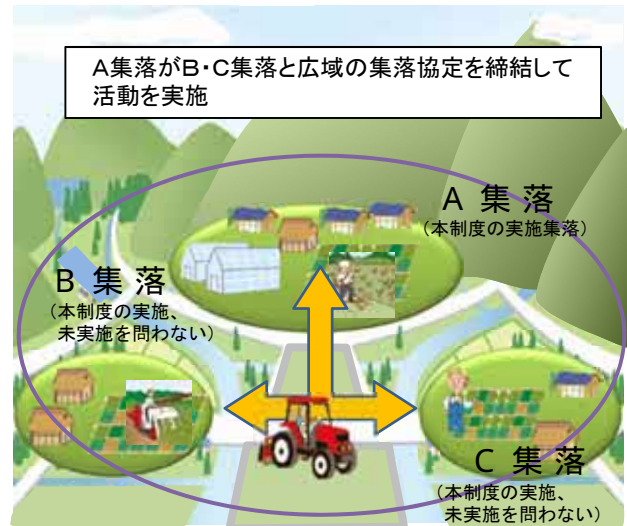 A集落がB・C集落と広域の集落協定を締結して
活動を実施
A 集 落
(本制度の実施集落)
B 集 落
(本制度の実施、
未実施を問わない)
C 集 落
(本制度の実施、
未実施を問わない)